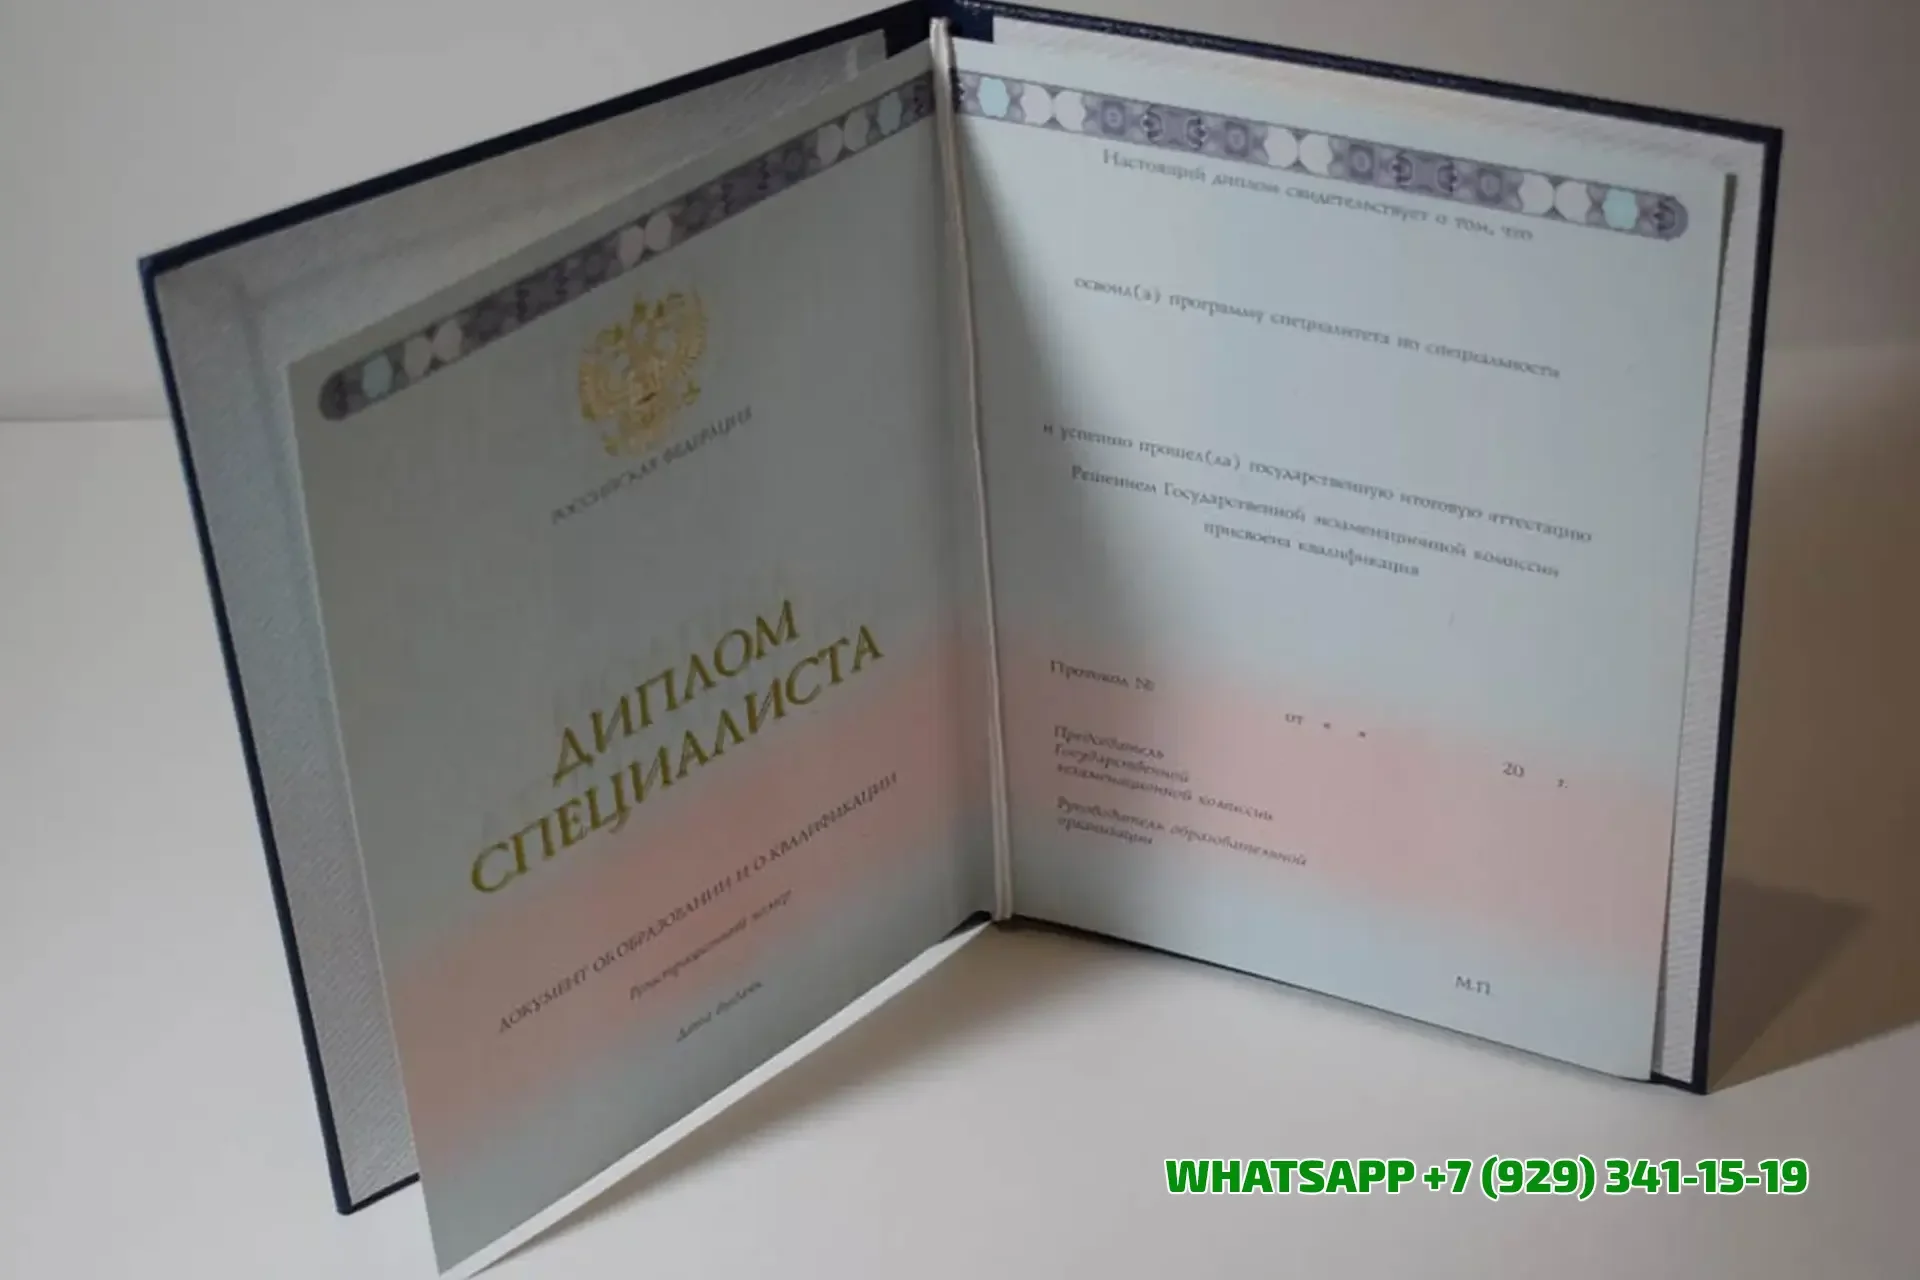 РОССИЙСКАЯ ФЕДЕРАЦИЯ
ДИПЛОМ
СПЕЦИАЛИСТА
ДОКУМЕНТ ОБ ОБРАЗОВАНИИ И О КВАЛИФИКАЦИИ
Регистрационный номер
Дата выдачи
Настоящий диплом свидетельствует о том, что
освоил(а) программу специалитета по специальности
и успешно прошел(ла) государственную итоговую аттестацию
Решением Государственной экзаменационной комиссии
присвоена квалификация
Протокол №
от « »
20 г.
Председатель
Государственной
экзаменационной комиссии
Руководитель образовательной
организации
М.П.
WHATSAPP +7 (929) 341-15-19